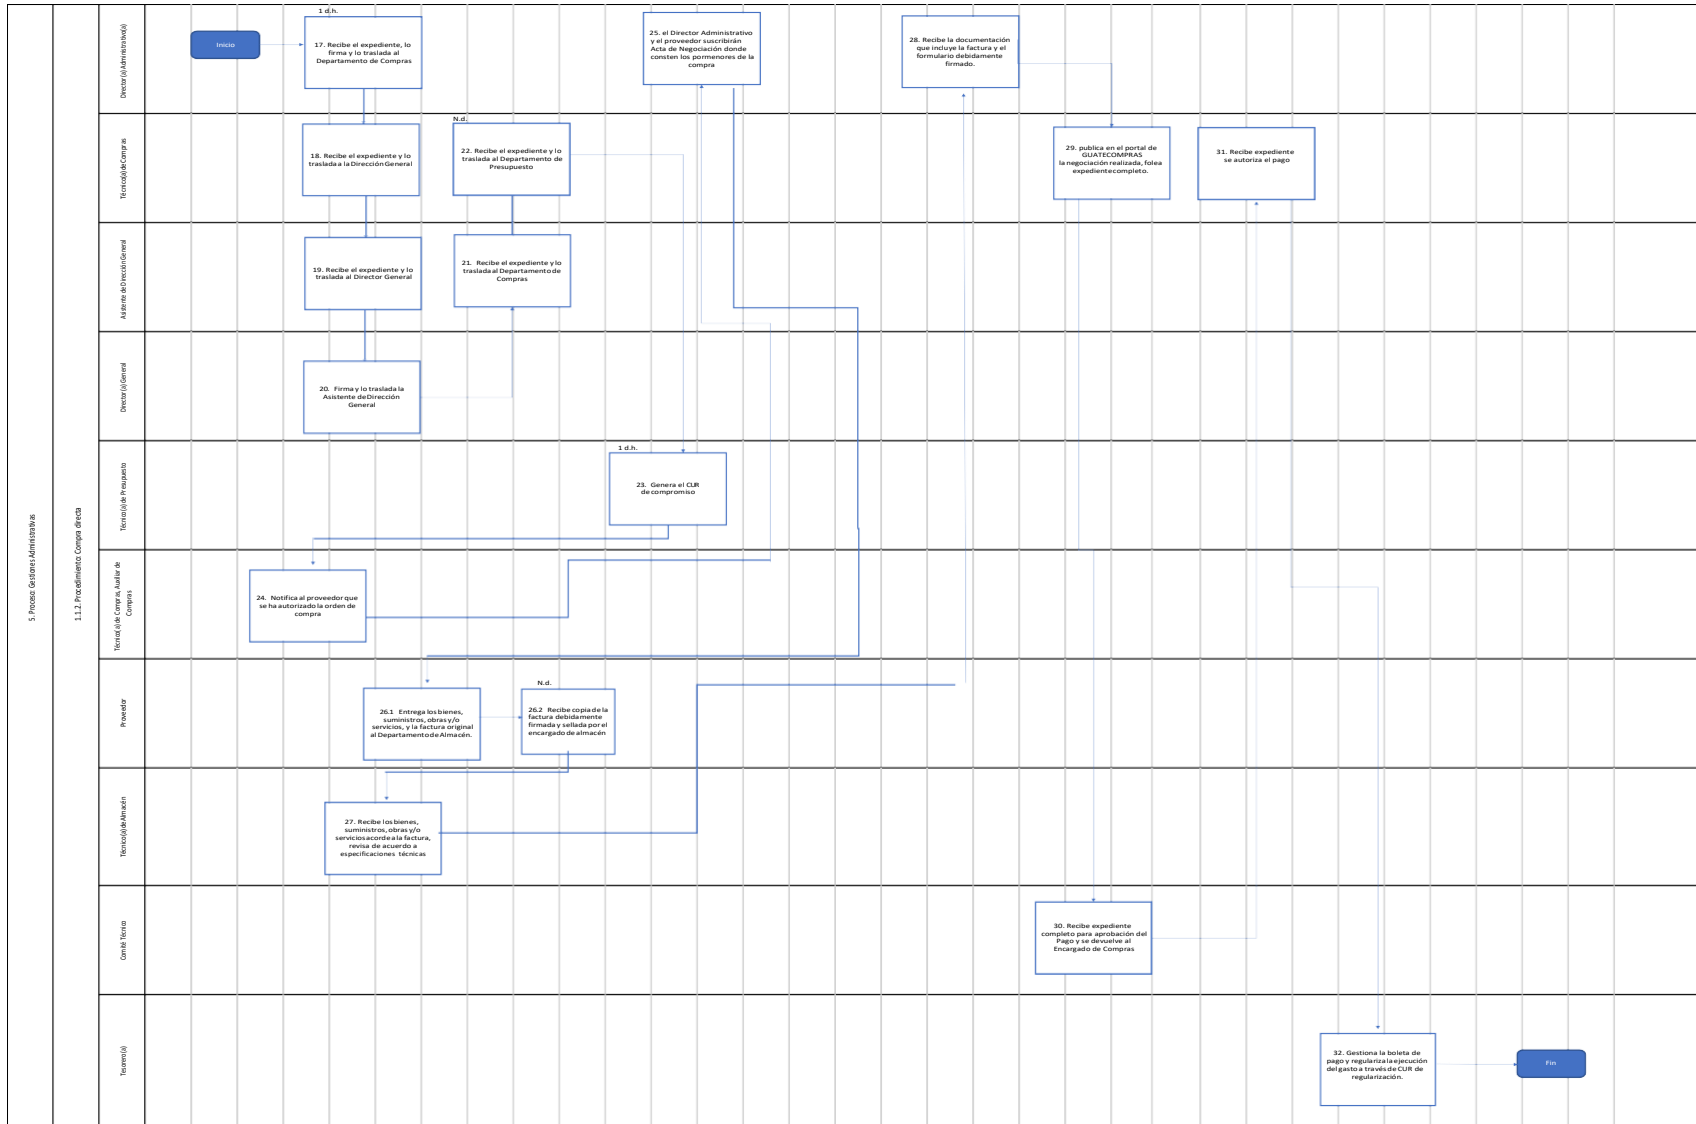 5. Proceso: Gestiones Administrativas
1.1.2. Procedimiento: Compra directa
Director(a) Administrativo(a)
Inicio
1 d.h.
17. Recibe el expediente, lo
firma y lo traslada al
Departamento de Compras
25. el Director Administrativo
y el proveedor suscribirán
Acta de Negociación donde
consten los pormenores de la
compra
28. Recibe la documentación
que incluye la factura y el
formulario debidamente
firmado.
Técnico(a) de Compras
18. Recibe el expediente y lo
traslada a la Dirección General
N.d.
22. Recibe el expediente y lo
traslada al Departamento de
Presupuesto
29. publica en el portal de
GUATECOMPRAS
la negociación realizada, folea
expediente completo.
31. Recibe expediente
se autoriza el pago
Asistente de Dirección General
19. Recibe el expediente y lo
traslada al Director General
21. Recibe el expediente y lo
traslada al Departamento de
Compras
Director(a) General
20. Firma y lo traslada la
Asistente de Dirección
General
Técnico(a) de Presupuesto
1 d.h.
23. Genera el CUR
de compromiso
Técnico(a) de Compras, Auxiliar de
Compras
24. Notifica al proveedor que
se ha autorizado la orden de
compra
Proveedor
26.1 Entrega los bienes,
suministros, obras y/o
servicios, y la factura original
al Departamento de Almacén.
N.d.
26.2 Recibe copia de la
factura debidamente
firmada y sellada por el
encargado de almacén
Técnico(a) de Almacén
27. Recibe los bienes,
suministros, obras y/o
servicios acorde a la factura,
revisa de acuerdo a
especificaciones técnicas
Comité Técnico
30. Recibe expediente
completo para aprobación del
Pago y se devuelve al
Encargado de Compras
Tesorero(a)
32. Gestiona la boleta de
pago y regulariza la ejecución
del gasto a través de CUR de
regularización.
Fin